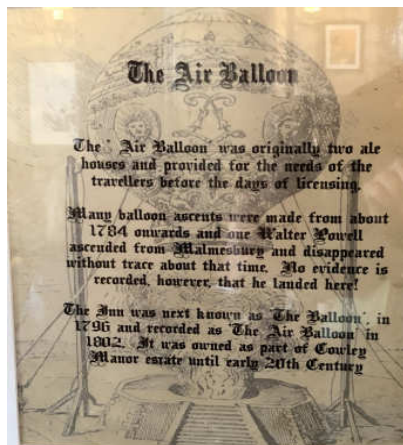 The Air Balloon
The ' Air Balloon' was originally two ale
houses and provided for the needs of the
travellers before the days of licensing.
Many balloon ascents were made from about
1784 onwards and one Walter Powell
ascended from Malmesbury and disappeared
without trace about that time. No evidence is
recorded, however, that he landed here!
The Inn was next known as 'The Balloon', in
1796 and recorded as 'The Air Balloon' in
1802. It was owned as part of Cowley
Manor estate until early 20th Century